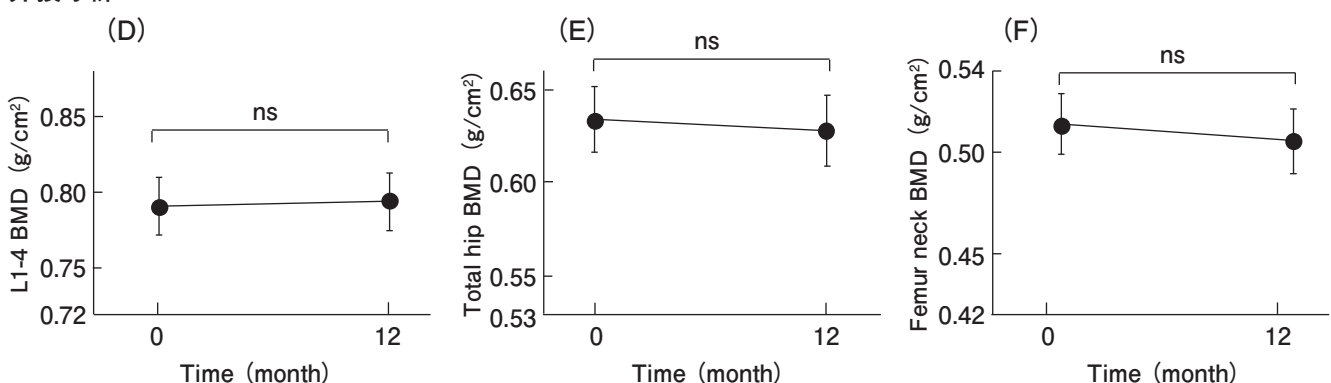 (D)
ns
L1-4 BMD (g/cm²)
0.85
0.80
0.75
0.72
0
12
Time (month)
(E)
ns
Total hip BMD (g/cm²)
0.65
0.60
0.55
0.53
0
12
Time (month)
(F)
ns
Femur neck BMD (g/cm²)
0.54
0.50
0.45
0.42
0
12
Time (month)